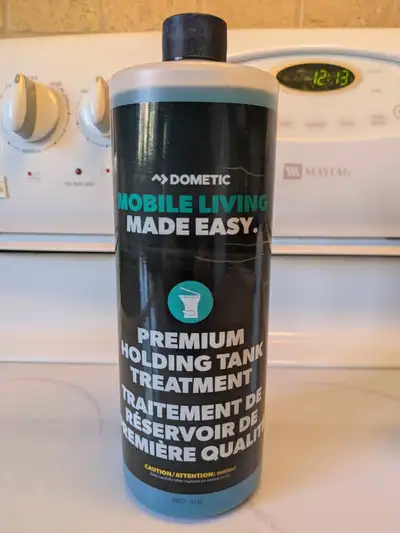 12:13
MAYTAG
DOMETIC
MOBILE LIVING
MADE EASY.
PREMIUM
HOLDING TANK
TREATMENT
TRAITEMENT DE
RÉSERVOIR DE
PREMIÈRE QUALITÉ
CAUTION/ATTENTION: